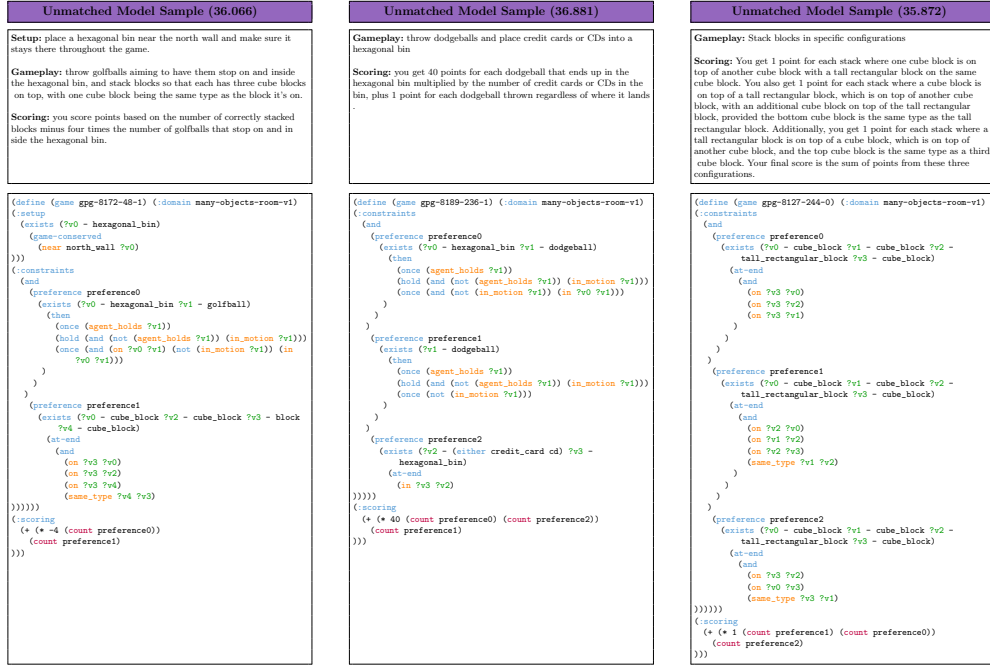 Unmatched Model Sample (36.066)
Setup: place a hexagonal bin near the north wall and make sure it
stays there throughout the game.
Gameplay: throw golfballs aiming to have them stop on and inside
the hexagonal bin, and stack blocks so that each has three cube blocks
on top, with one cube block being the same type as the block it's on.
Scoring: you score points based on the number of correctly stacked
blocks minus four times the number of golfballs that stop on and in
side the hexagonal bin.
(define (game gpg-8172-48-1) (:domain many-objects-room-v1)
(:setup
(exists (?v0 - hexagonal_bin)
(game-conserved
(near north_wall ?v0)
)))
(:constraints
(and
(preference preference0
(exists (?v0 - hexagonal_bin ?v1 - golfball)
(then
(once (agent_holds ?v1))
(hold (and (not (agent_holds ?v1)) (in_motion ?v1)))
(once (and (on ?v0 ?v1) (not (in_motion ?v1)) (in
?v0 ?v1)))
)
)
)
(preference preference1
(exists (?v0 - cube_block ?v2 - cube_block ?v3 - block
?v4 - cube_block)
(at-end
(and
(on ?v3 ?v0)
(on ?v3 ?v2)
(on ?v3 ?v4)
(same_type ?v4 ?v3)
))))))
(:scoring
(+ (* -4 (count preference0))
(count preference1)
)))
Unmatched Model Sample (36.881)
Gameplay: throw dodgeballs and place credit cards or CDs into a
hexagonal bin
Scoring: you get 40 points for each dodgeball that ends up in the
hexagonal bin multiplied by the number of credit cards or CDs in the
bin, plus 1 point for each dodgeball thrown regardless of where it lands
.
(define (game gpg-8189-236-1) (:domain many-objects-room-v1)
(:constraints
(and
(preference preference0
(exists (?v0 - hexagonal_bin ?v1 - dodgeball)
(then
(once (agent_holds ?v1))
(hold (and (not (agent_holds ?v1)) (in_motion ?v1)))
(once (and (not (in_motion ?v1)) (in ?v0 ?v1)))
)
)
)
(preference preference1
(exists (?v1 - dodgeball)
(then
(once (agent_holds ?v1))
(hold (and (not (agent_holds ?v1)) (in_motion ?v1)))
(once (not (in_motion ?v1)))
)
)
)
(preference preference2
(exists (?v2 - (either credit_card cd) ?v3 -
hexagonal_bin)
(at-end
(in ?v3 ?v2)
)))))
(:scoring
(+ (* 40 (count preference0) (count preference2))
(count preference1)
)))
Unmatched Model Sample (35.872)
Gameplay: Stack blocks in specific configurations
Scoring: You get 1 point for each stack where one cube block is on
top of another cube block with a tall rectangular block on the same
cube block. You also get 1 point for each stack where a cube block is
on top of a tall rectangular block, which is on top of another cube
block, with an additional cube block on top of the tall rectangular
block, provided the bottom cube block is the same type as the tall
rectangular block. Additionally, you get 1 point for each stack where a
tall rectangular block is on top of a cube block, which is on top of
another cube block, and the top cube block is the same type as a third
cube block. Your final score is the sum of points from these three
configurations.
(define (game gpg-8127-244-0) (:domain many-objects-room-v1)
(:constraints
(and
(preference preference0
(exists (?v0 - cube_block ?v1 - cube_block ?v2 -
tall_rectangular_block ?v3 - cube_block)
(at-end
(and
(on ?v3 ?v0)
(on ?v3 ?v2)
(on ?v3 ?v1)
)
)
)
)
(preference preference1
(exists (?v0 - cube_block ?v1 - cube_block ?v2 -
tall_rectangular_block ?v3 - cube_block)
(at-end
(and
(on ?v2 ?v0)
(on ?v1 ?v2)
(on ?v2 ?v3)
(same_type ?v1 ?v2)
)
)
)
)
(preference preference2
(exists (?v0 - cube_block ?v1 - cube_block ?v2 -
tall_rectangular_block ?v3 - cube_block)
(at-end
(and
(on ?v3 ?v2)
(on ?v0 ?v3)
(same_type ?v3 ?v1)
))))))
(:scoring
(+ (* 1 (count preference1) (count preference0))
(count preference2)
)))